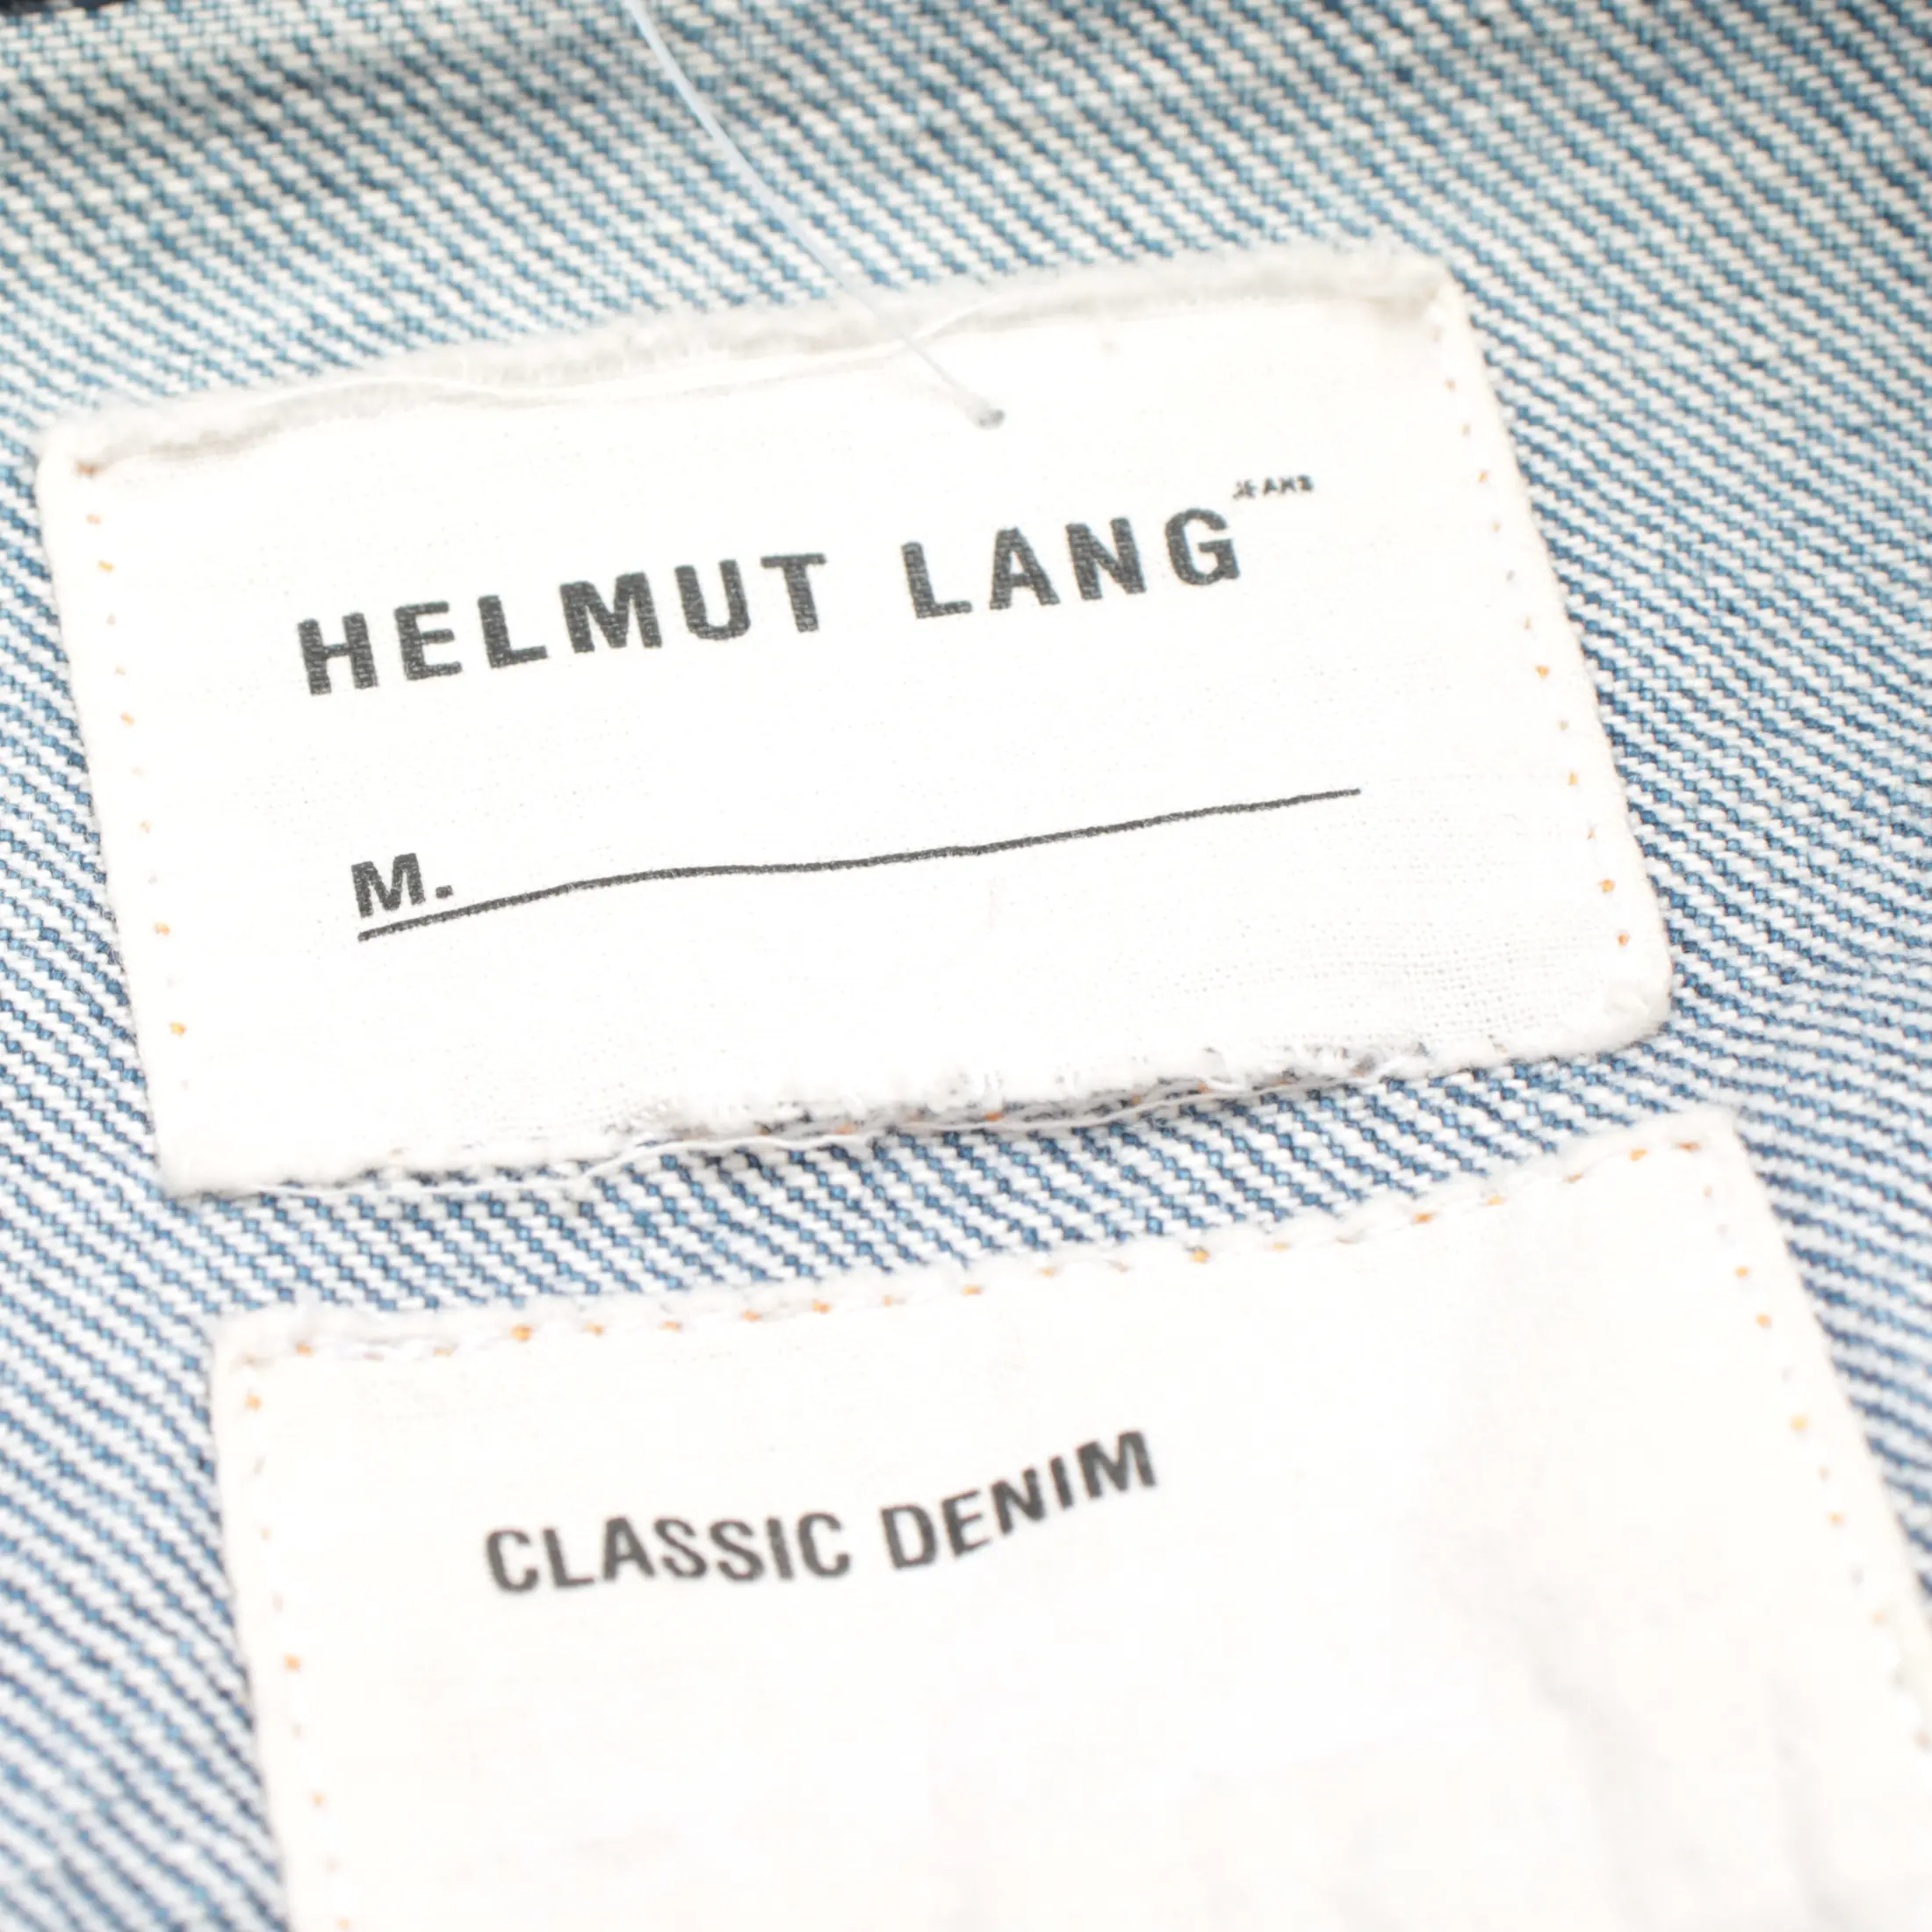 HELMUT LANG JEANS
M.
CLASSIC DENIM